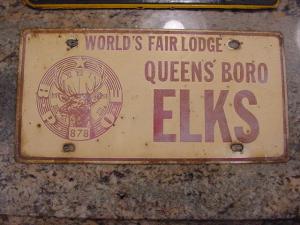 WORLD'S FAIR LODGE
QUEENS BORO
ELKS
878